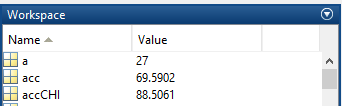 Workspace
Name Value
a 27
acc 69.5902
accCHI 88.5061